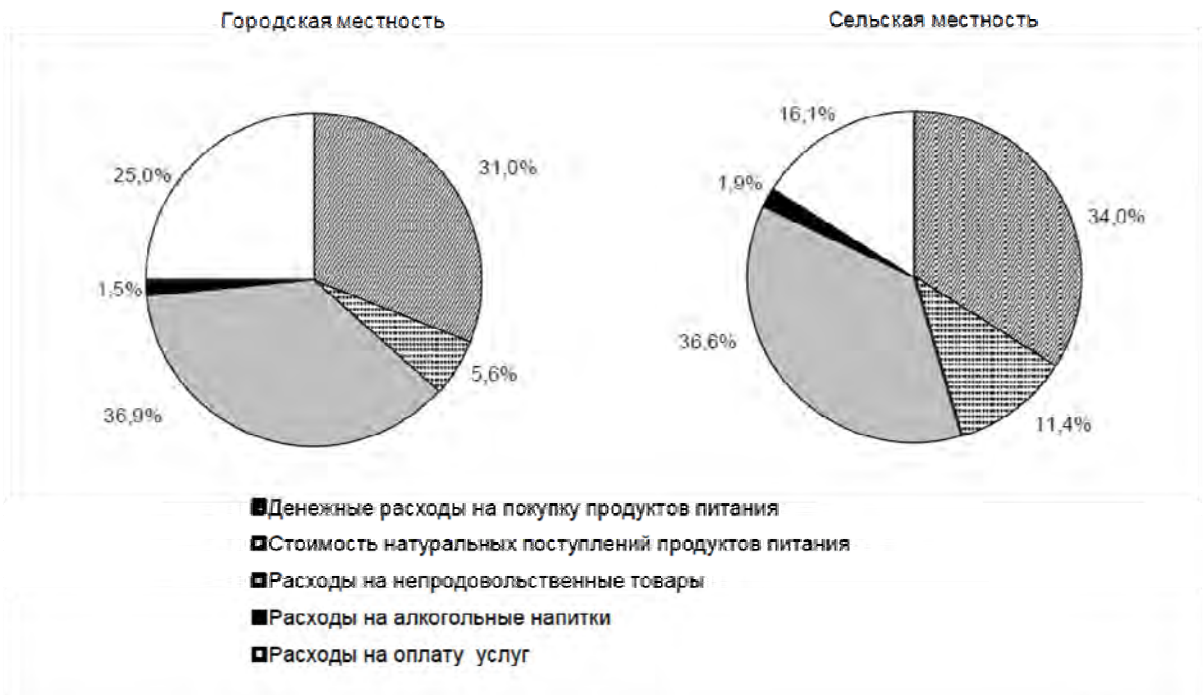 Городская местность
Сельская местность
25,0%
31,0%
1,5%
5,6%
36,9%
16,1%
1,9%
34,0%
36,6%
11,4%
Денежные расходы на покупку продуктов питания
Стоимость натуральных поступлений продуктов питания
Расходы на непродовольственные товары
Расходы на алкогольные напитки
Расходы на оплату услуг